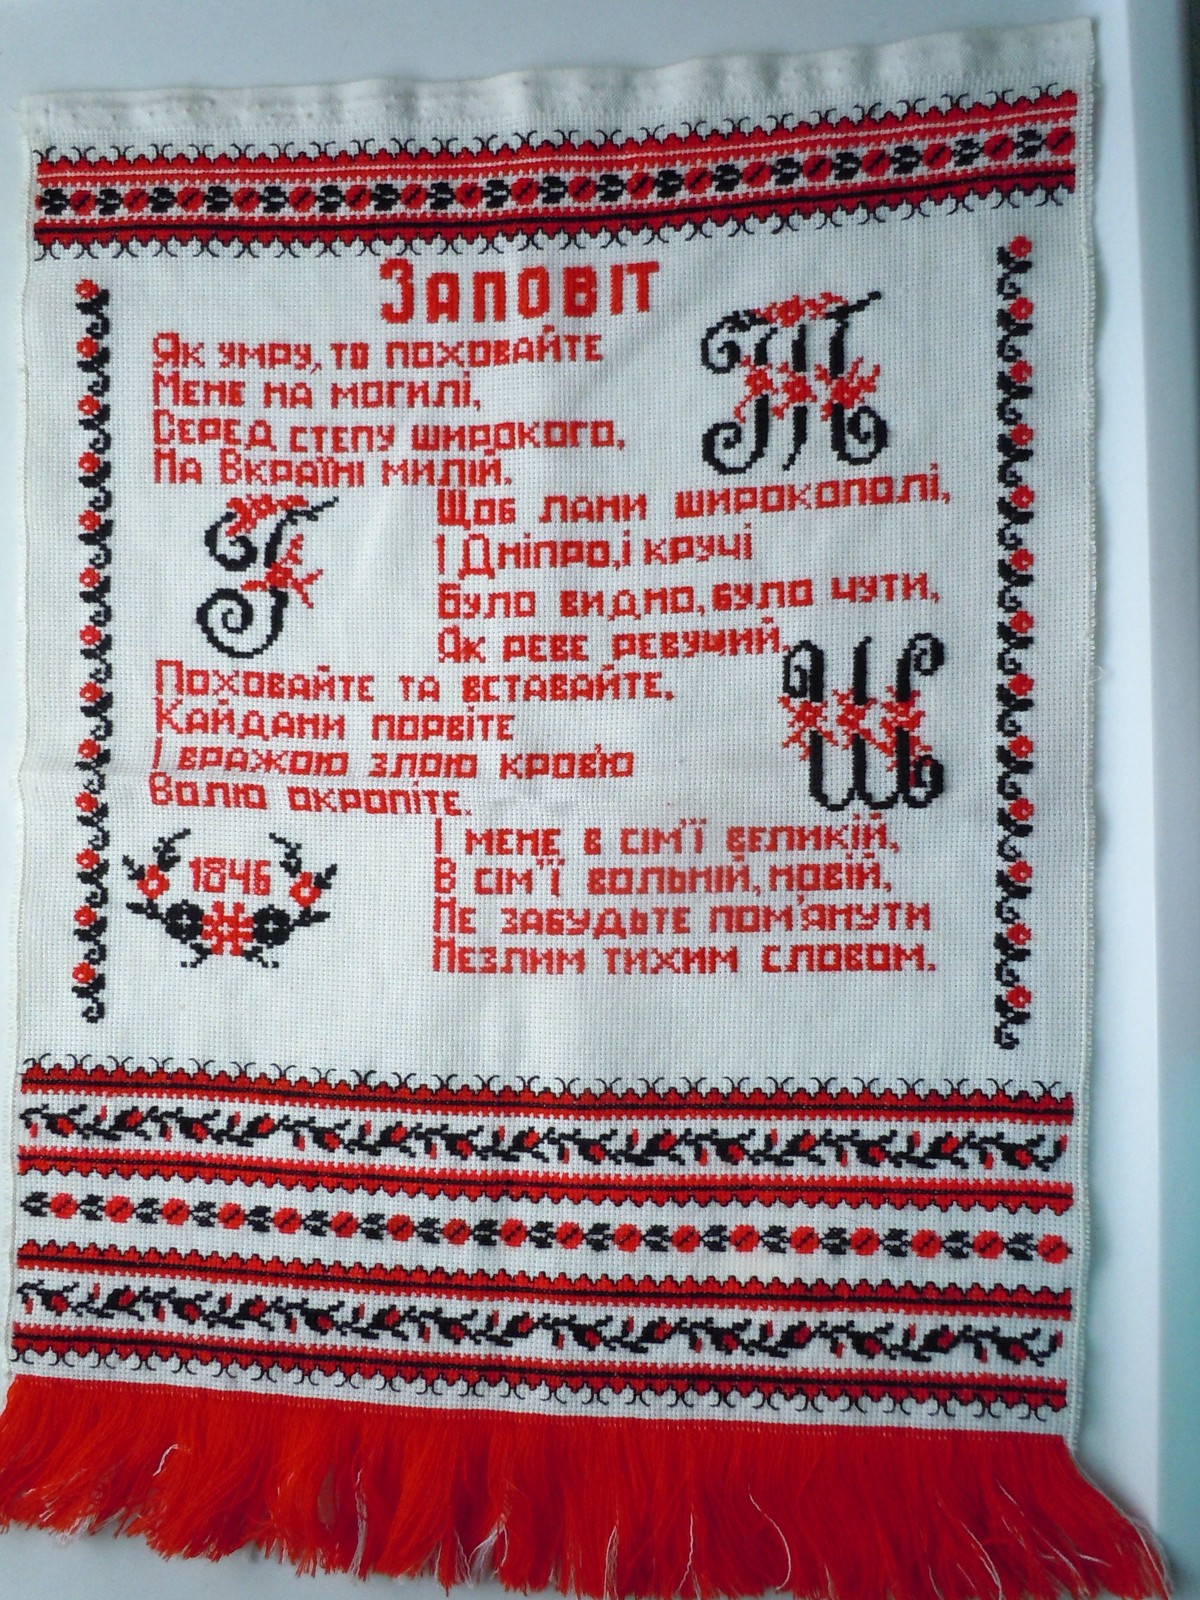 Заповіт
Як умру, то поховайте
Мене на могилі,
Серед степу широкого,
На Вкраїні милій.
Т
Щоб лани широкополі,
І Дніпро, і кручі
Було видно, було чути,
Як реве ревучий.
Г
Поховайте та вставайте,
Кайдани порвіте
І вражою злою кров'ю
Волю окропіте.
Ш
І мене в сім'ї великій,
В сім'ї вольній, новій,
Не забудьте пом'янути
Незлим тихим словом.
1846